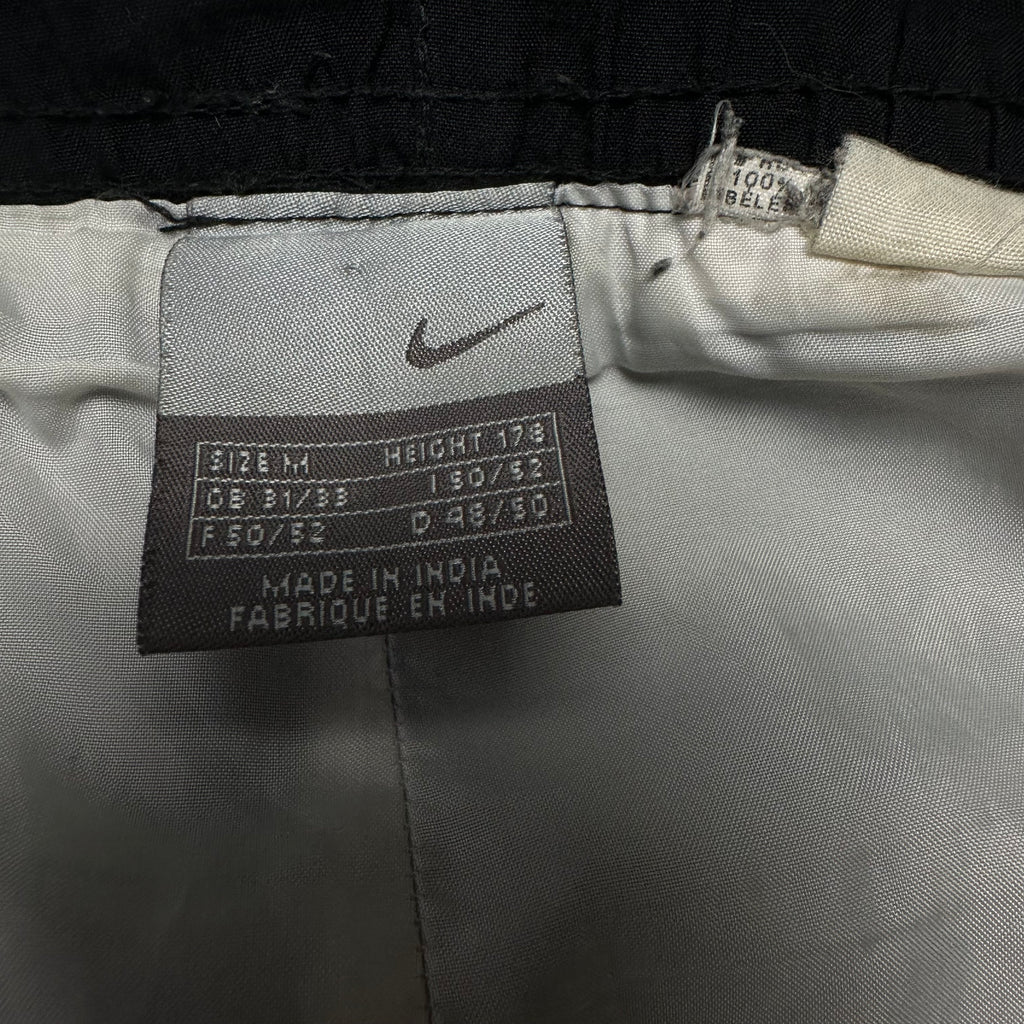 100%
SIZE M HEIGHT 178
GB 31/33 I 50/52
F 50/52 D 48/50
MADE IN INDIA
FABRIQUE EN INDE